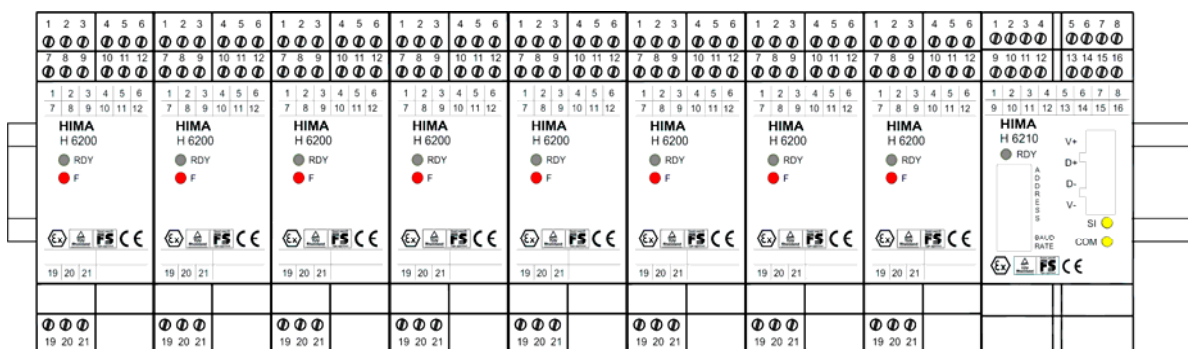 1 2 3 4 5 6 1 2 3 4 5 6 1 2 3 4 5 6 1 2 3 4 5 6 1 2 3 4 5 6 1 2 3 4 5 6 1 2 3 4 5 6 1 2 3 4 5 6 1 2 3 4 5 6 7 8
7 8 9 10 11 12 7 8 9 10 11 12 7 8 9 10 11 12 7 8 9 10 11 12 7 8 9 10 11 12 7 8 9 10 11 12 7 8 9 10 11 12 7 8 9 10 11 12 9 10 11 12 13 14 15 16
1 2 3 4 5 6 1 2 3 4 5 6 1 2 3 4 5 6 1 2 3 4 5 6 1 2 3 4 5 6 1 2 3 4 5 6 1 2 3 4 5 6 1 2 3 4 5 6 1 2 3 4 5 6 7 8
7 8 9 10 11 12 7 8 9 10 11 12 7 8 9 10 11 12 7 8 9 10 11 12 7 8 9 10 11 12 7 8 9 10 11 12 7 8 9 10 11 12 7 8 9 10 11 12 9 10 11 12 13 14 15 16
HIMA HIMA HIMA HIMA HIMA HIMA HIMA HIMA HIMA
H 6200 H 6200 H 6200 H 6200 H 6200 H 6200 H 6200 H 6200 H 6210 V+
RDY RDY RDY RDY RDY RDY RDY RDY RDY D+
F F F F F F F F
ADDRESS
D-
V-
SI
BAUD
RATE COM
Ex FS CE Ex FS CE Ex FS CE Ex FS CE Ex FS CE Ex FS CE Ex FS CE Ex FS CE
Ex FS CE
19 20 21 19 20 21 19 20 21 19 20 21 19 20 21 19 20 21 19 20 21 19 20 21
19 20 21 19 20 21 19 20 21 19 20 21 19 20 21 19 20 21 19 20 21 19 20 21